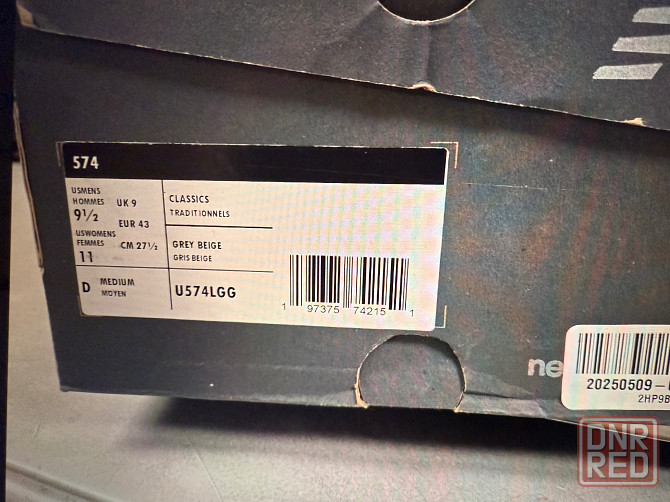 574
USMENS
HOMMES
9½
UK 9
EUR 43
USWOMENS
FEMMES
11
CM 27½
CLASSICS
TRADITIONNELS
GREY BEIGE
GRIS BEIGE
D
MEDIUM
MOYEN
U574LGG
1 97375 74215 1
ne
20250509-
2HP9B
DNR
RED